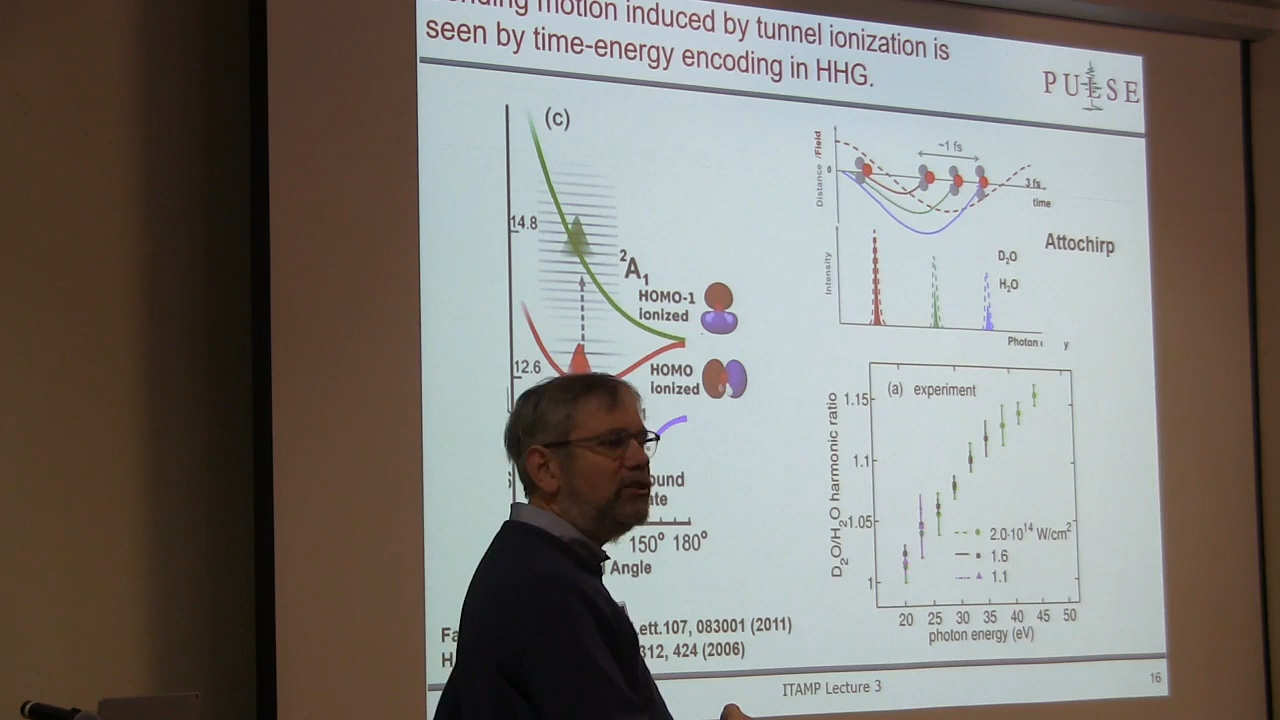 motion induced by tunnel ionization is
seen by time-energy encoding in HHG.
PULSE
(c)
14.8
²A₁
HOMO-1
ionized
12.6
HOMO
ionized
150° 180°
Angle
ett.107, 083001 (2011)
312, 424 (2006)
Distance /Field
0
~1 fs
3 fs
time
Attochirp
Intensity
D₂O
H₂O
Photon
y
(a) experiment
D₂O/H₂O harmonic ratio
1.15
1.1
1.05
1
2.0·10¹⁴ W/cm²
1.6
1.1
20 25 30 35 40 45 50
photon energy (eV)
ITAMP Lecture 3
16